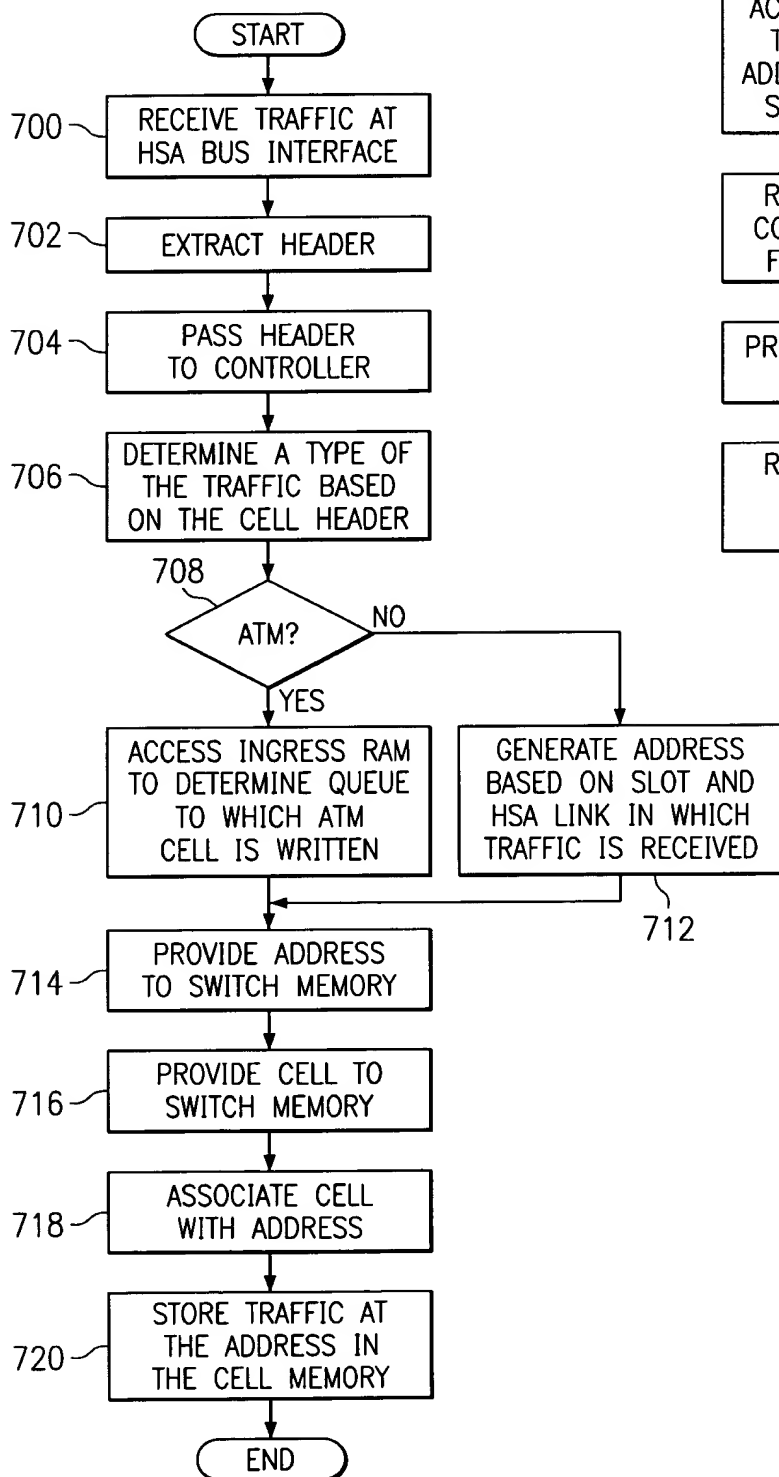 START
700
RECEIVE TRAFFIC AT
HSA BUS INTERFACE
702
EXTRACT HEADER
704
PASS HEADER
TO CONTROLLER
706
DETERMINE A TYPE OF
THE TRAFFIC BASED
ON THE CELL HEADER
708
ATM?
NO
YES
710
ACCESS INGRESS RAM
TO DETERMINE QUEUE
TO WHICH ATM
CELL IS WRITTEN
GENERATE ADDRESS
BASED ON SLOT AND
HSA LINK IN WHICH
TRAFFIC IS RECEIVED
712
714
PROVIDE ADDRESS
TO SWITCH MEMORY
716
PROVIDE CELL TO
SWITCH MEMORY
718
ASSOCIATE CELL
WITH ADDRESS
720
STORE TRAFFIC AT
THE ADDRESS IN
THE CELL MEMORY
END